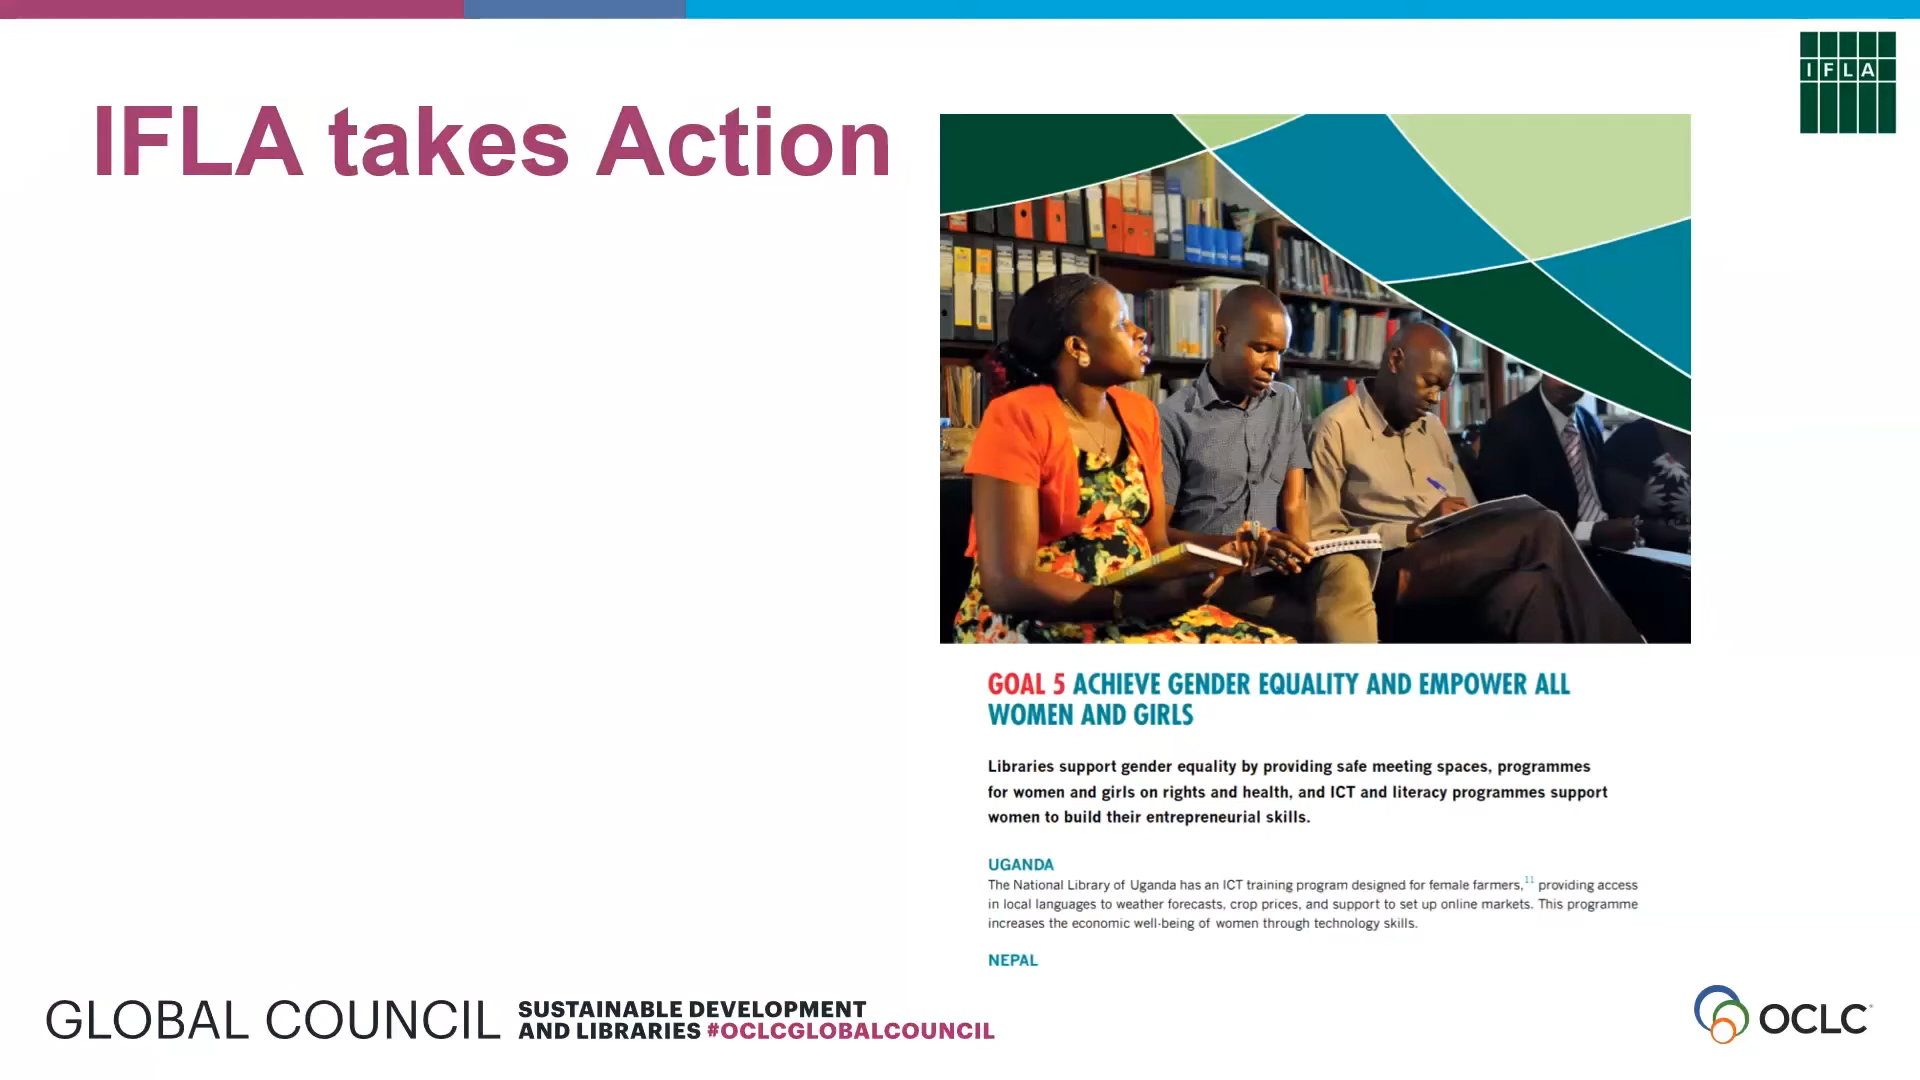 IFLA
IFLA takes Action
GOAL 5 ACHIEVE GENDER EQUALITY AND EMPOWER ALL
WOMEN AND GIRLS
Libraries support gender equality by providing safe meeting spaces, programmes
for women and girls on rights and health, and ICT and literacy programmes support
women to build their entrepreneurial skills.
UGANDA
The National Library of Uganda has an ICT training program designed for female farmers,11 providing access
in local languages to weather forecasts, crop prices, and support to set up online markets. This programme
increases the economic well-being of women through technology skills.
NEPAL
GLOBAL COUNCIL
SUSTAINABLE DEVELOPMENT
AND LIBRARIES #OCLCGLOBALCOUNCIL
OCLC